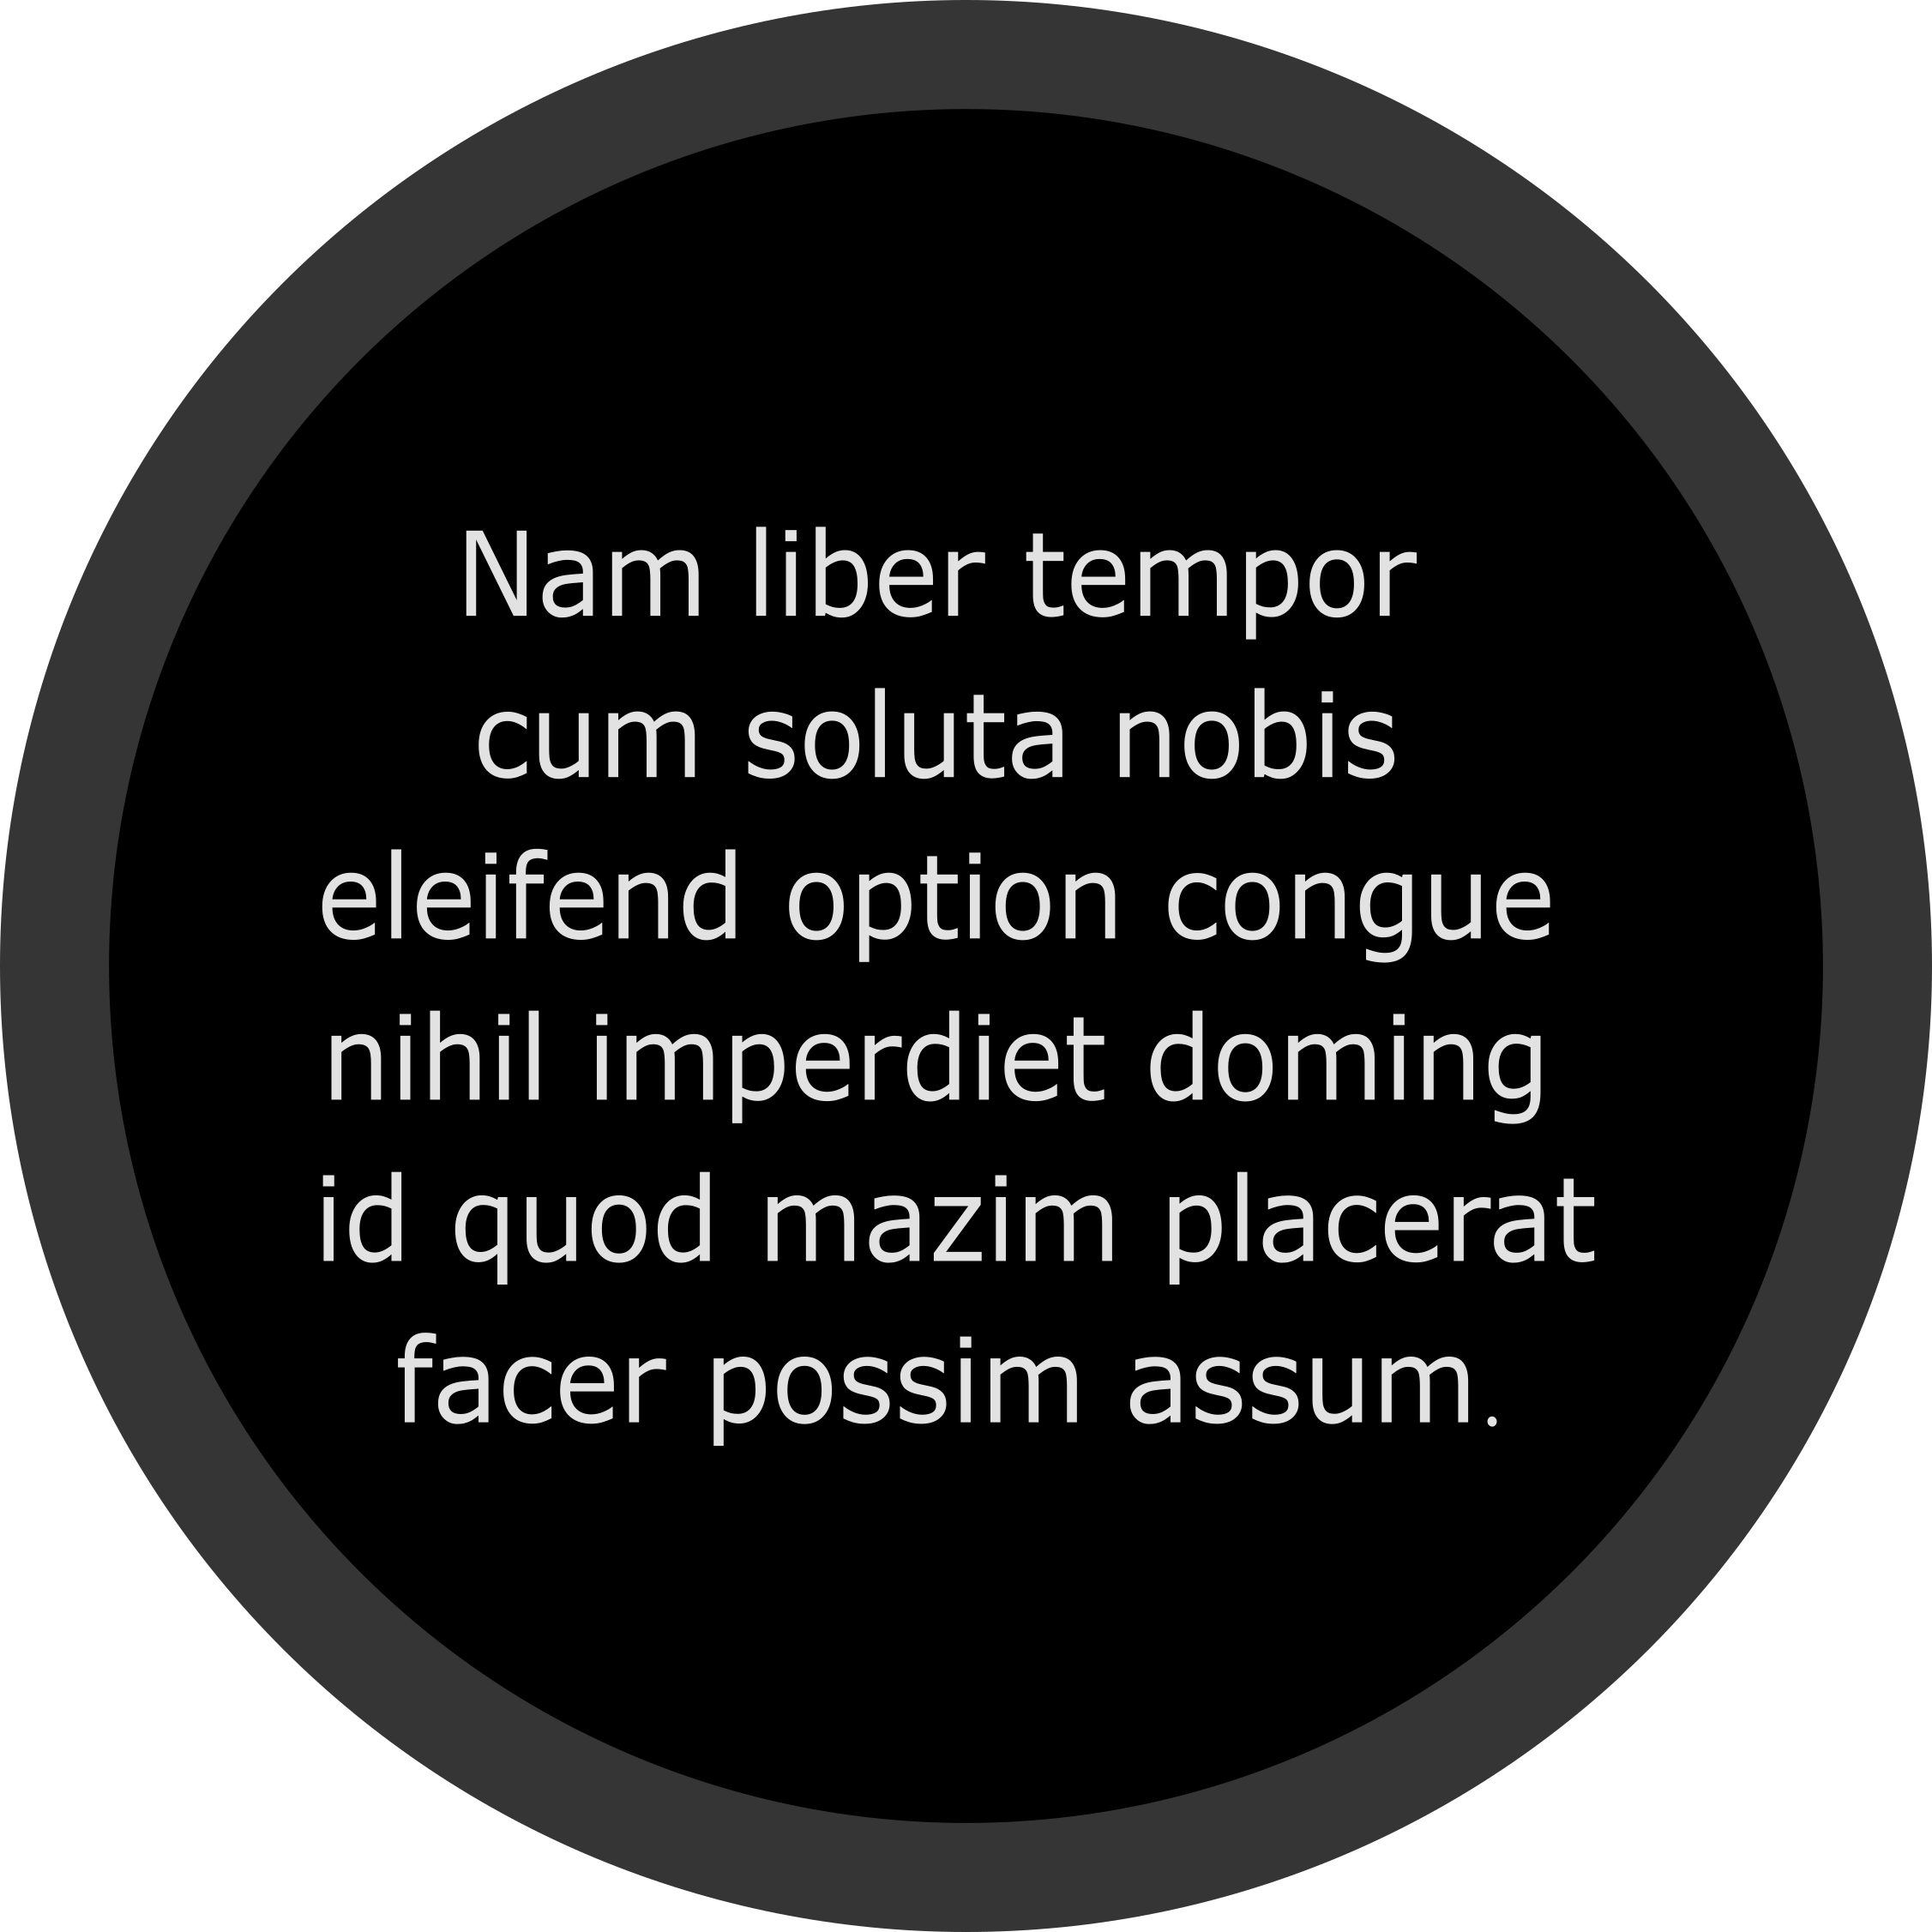 Nam liber tempor
cum soluta nobis
eleifend option congue
nihil imperdiet doming
id quod mazim placerat
facer possim assum.